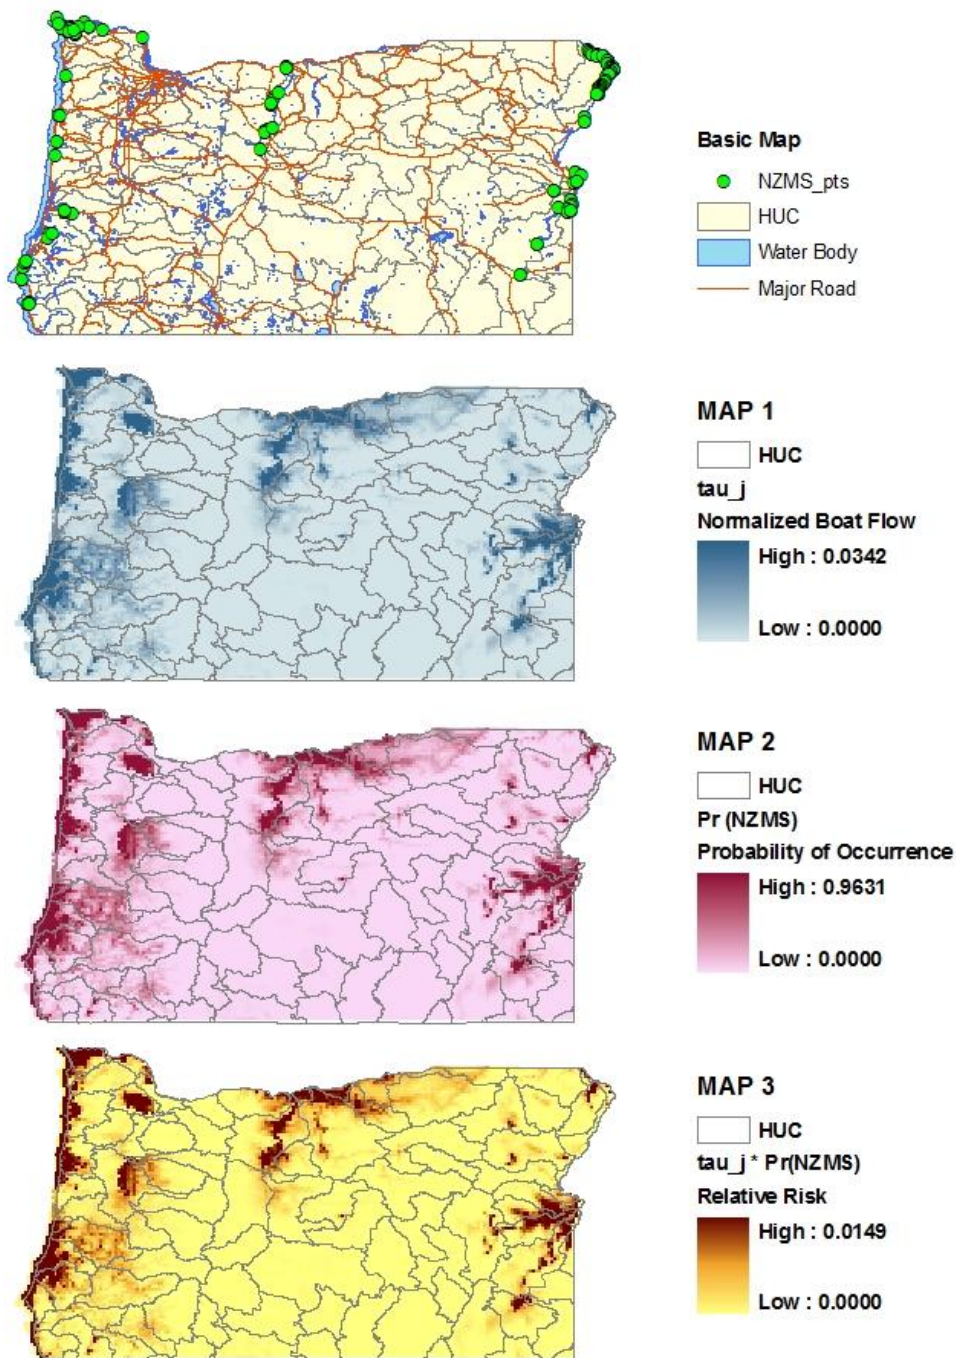 Basic Map
NZMS_pts
HUC
Water Body
Major Road
MAP 1
HUC
tau_j
Normalized Boat Flow
High : 0.0342
Low : 0.0000
MAP 2
HUC
Pr (NZMS)
Probability of Occurrence
High : 0.9631
Low : 0.0000
MAP 3
HUC
tau_j * Pr(NZMS)
Relative Risk
High : 0.0149
Low : 0.0000